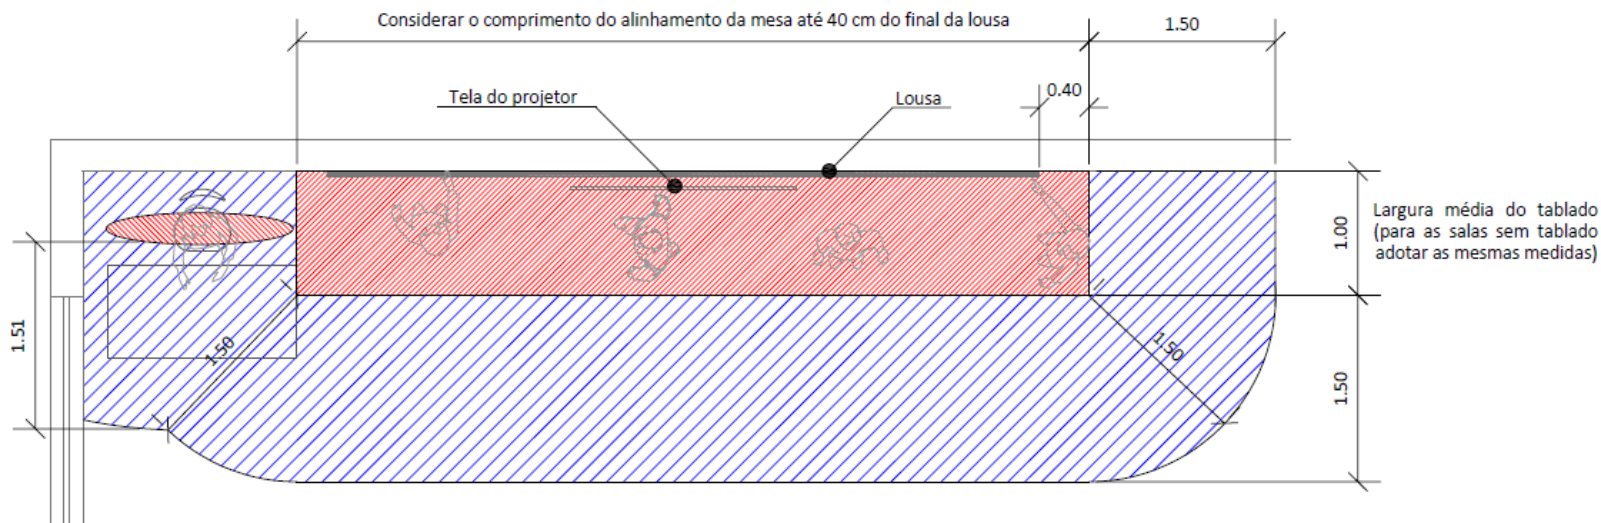 Considerar o comprimento do alinhamento da mesa até 40 cm do final da lousa
1.50
Tela do projetor
Lousa
0.40
1.00
Largura média do tablado
(para as salas sem tablado
adotar as mesmas medidas)
1.51
1.50
1.50
1.50